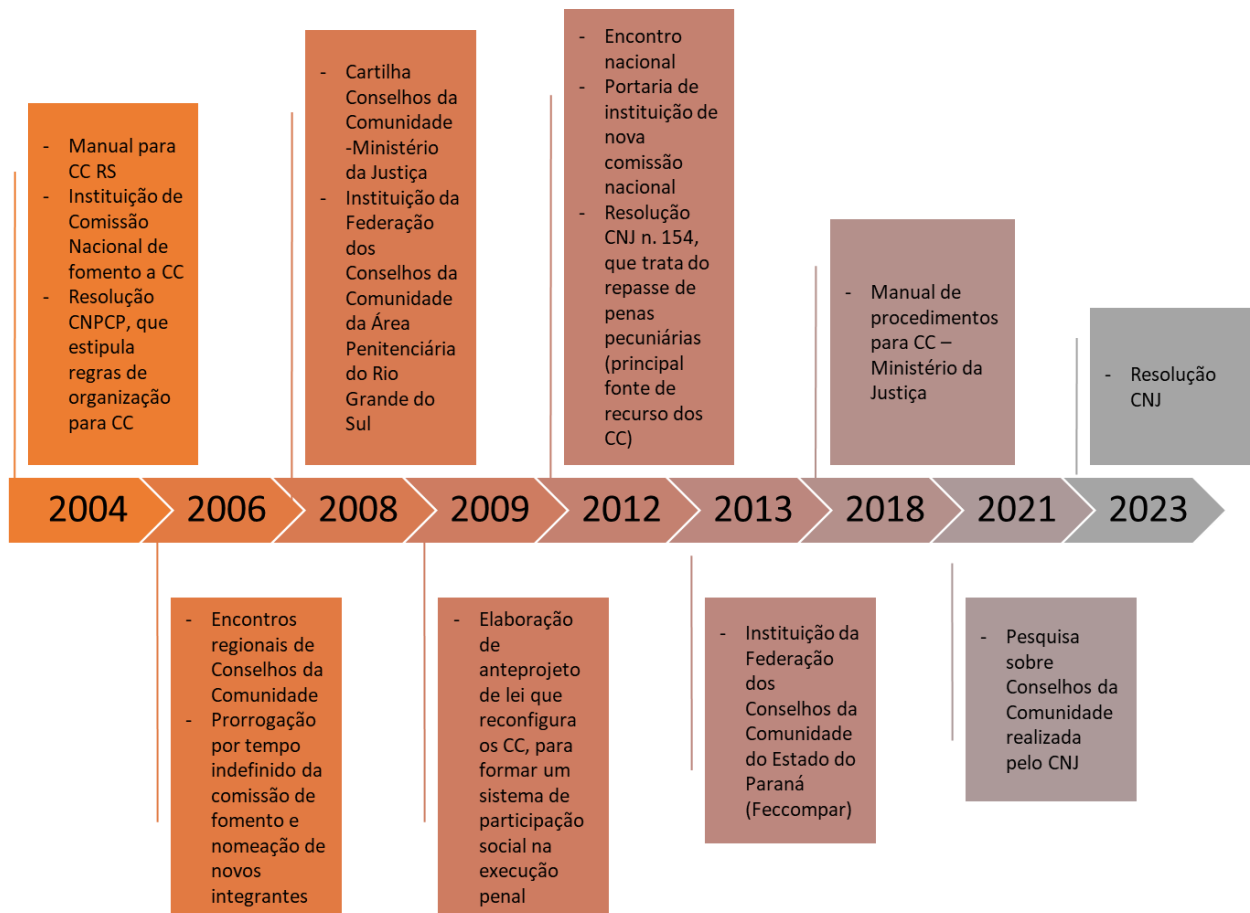 - Manual para
CC RS
- Instituição de
Comissão
Nacional de
fomento a CC
- Resolução
CNPCP, que
estipula
regras de
organização
para CC
- Cartilha
Conselhos da
Comunidade
-Ministério
da Justiça
- Instituição da
Federação
dos
Conselhos da
Comunidade
da Área
Penitenciária
do Rio
Grande do
Sul
- Encontro
nacional
- Portaria de
instituição de
nova
comissão
nacional
- Resolução
CNJ n. 154,
que trata do
repasse de
penas
pecuniárias
(principal
fonte de
recurso dos
CC)
- Manual de
procedimentos
para CC –
Ministério da
Justiça
- Resolução
CNJ
2004 2006 2008 2009 2012 2013 2018 2021 2023
- Encontros
regionais de
Conselhos da
Comunidade
- Prorrogação
por tempo
indefinido da
comissão de
fomento e
nomeação de
novos
integrantes
- Elaboração
de
anteprojeto
de lei que
reconfigura
os CC, para
formar um
sistema de
participação
social na
execução
penal
- Instituição da
Federação
dos
Conselhos da
Comunidade
do Estado do
Paraná
(Feccompar)
- Pesquisa
sobre
Conselhos da
Comunidade
realizada
pelo CNJ